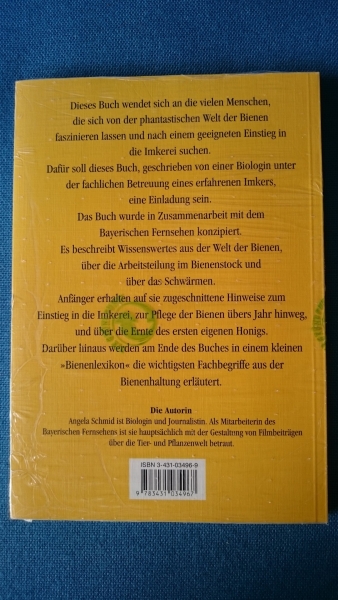 Dieses Buch wendet sich an die vielen Menschen,
die sich von der phantastischen Welt der Bienen
faszinieren lassen und nach einem geeigneten Einstieg in
die Imkerei suchen.
Dafür soll dieses Buch, geschrieben von einer Biologin unter
der fachlichen Betreuung eines erfahrenen Imkers,
eine Einladung sein.
Das Buch wurde in Zusammenarbeit mit dem
Bayerischen Fernsehen konzipiert.
Es beschreibt Wissenswertes aus der Welt der Bienen,
über die Arbeitsteilung im Bienenstock und
über das Schwärmen.
Anfänger erhalten auf sie zugeschnittene Hinweise zum
Einstieg in die Imkerei, zur Pflege der Bienen übers Jahr hinweg,
und über die Ernte des ersten eigenen Honigs.
Darüber hinaus werden am Ende des Buches in einem kleinen
»Bienenlexikon« die wichtigsten Fachbegriffe aus der
Bienenhaltung erläutert.
Die Autorin
Angela Schmid ist Biologin und Journalistin. Als Mitarbeiterin des
Bayerischen Fernsehens ist sie hauptsächlich mit der Gestaltung von Filmbeiträgen
über die Tier- und Pflanzenwelt betraut.
ISBN 3-431-03496-9
9 783431 034967